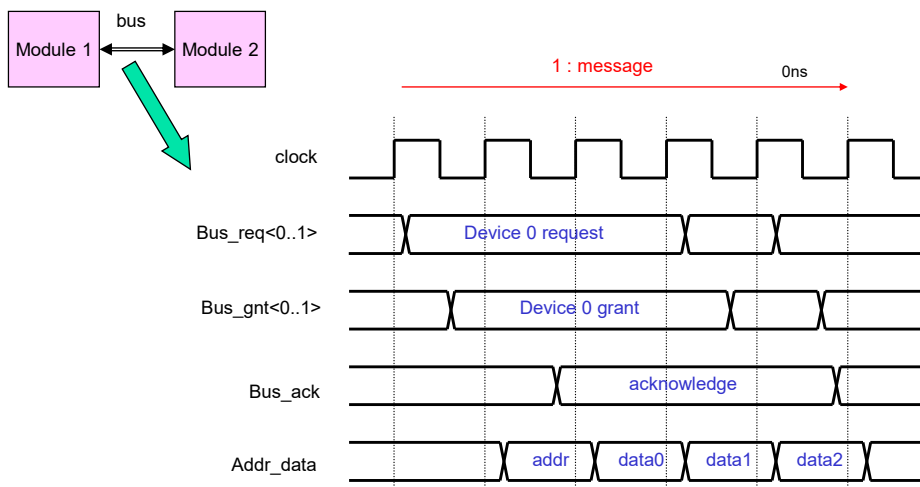 bus
Module 1
Module 2
1 : message
0ns
clock
Bus_req<0..1>
Device 0 request
Bus_gnt<0..1>
Device 0 grant
Bus_ack
acknowledge
Addr_data
addr
data0
data1
data2